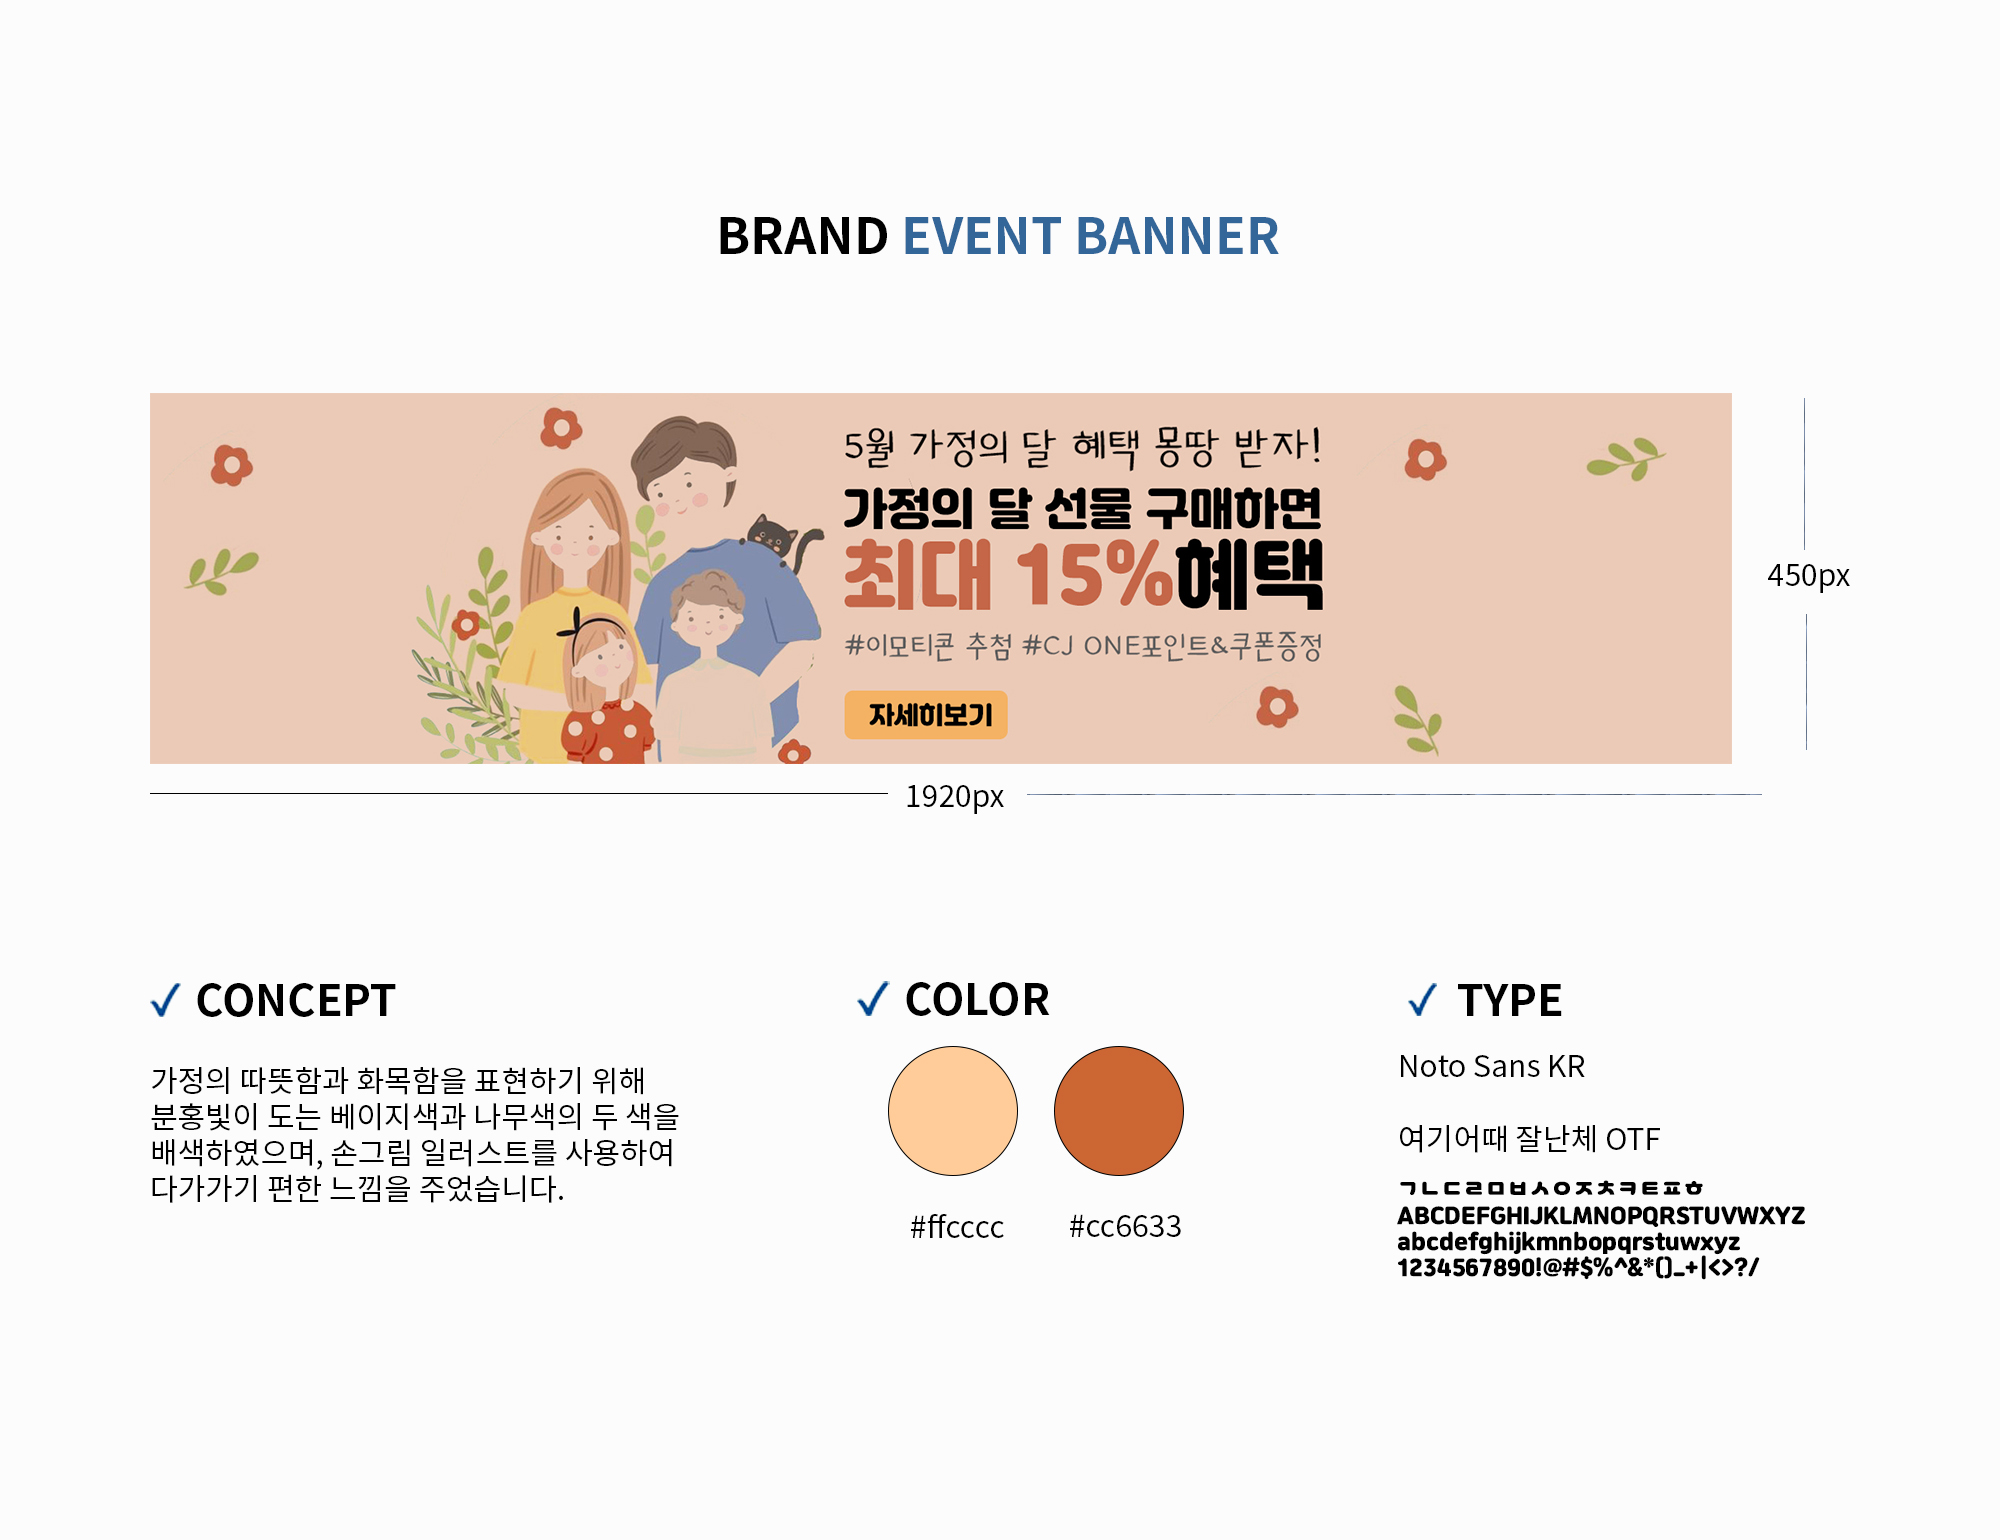 BRAND EVENT BANNER
5월 가정의 달 혜택 몽땅 받자!
가정의 달 선물 구매하면
최대 15%혜택
#이모티콘 추첨 #CJ ONE포인트&쿠폰증정
자세히보기
450px
1920px
CONCEPT
가정의 따뜻함과 화목함을 표현하기 위해
분홍빛이 도는 베이지색과 나무색의 두 색을
배색하였으며, 손그림 일러스트를 사용하여
다가가기 편한 느낌을 주었습니다.
COLOR
#ffcccc
#cc6633
TYPE
Noto Sans KR
여기어때 잘난체 OTF
ㄱㄴㄷㄹㅁㅂㅅㅇㅈㅊㅋㅌㅍㅎ
ABCDEFGHIJKLMNOPQRSTUVWXYZ
abcdefghijkmnbopqrstuwxyz
1234567890!@#$%^&*()_+|<>?/